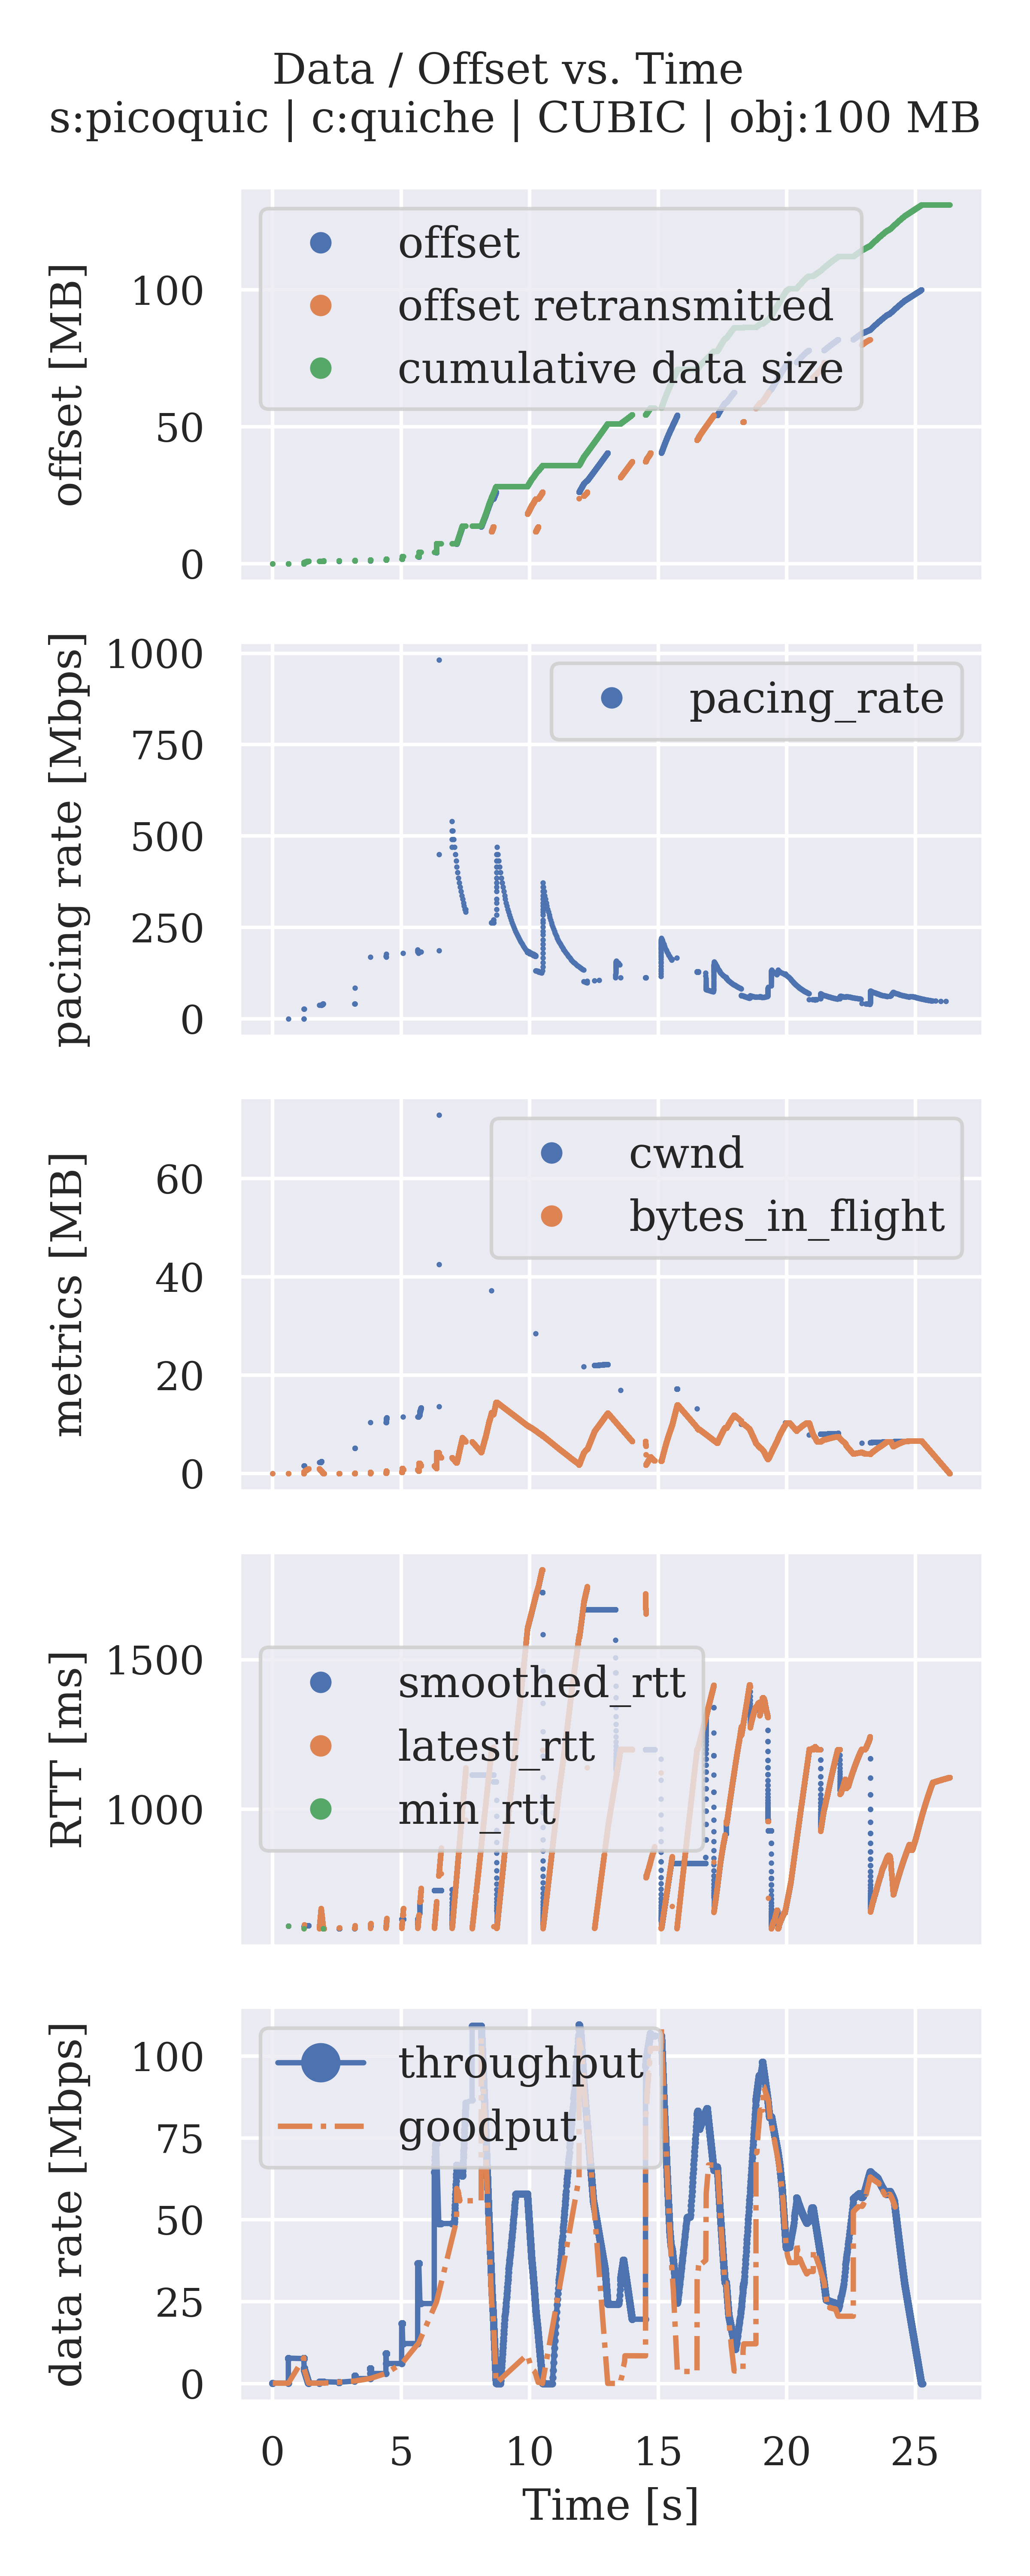 Data / Offset vs. Time
s:picoquic | c:quiche | CUBIC | obj:100 MB
offset [MB]
100
50
0
offset
offset retransmitted
cumulative data size
pacing rate [Mbps]
1000
750
500
250
0
pacing_rate
metrics [MB]
60
40
20
0
cwnd
bytes_in_flight
RTT [ms]
1500
1000
smoothed_rtt
latest_rtt
min_rtt
data rate [Mbps]
100
75
50
25
0
throughput
goodput
0 5 10 15 20 25
Time [s]